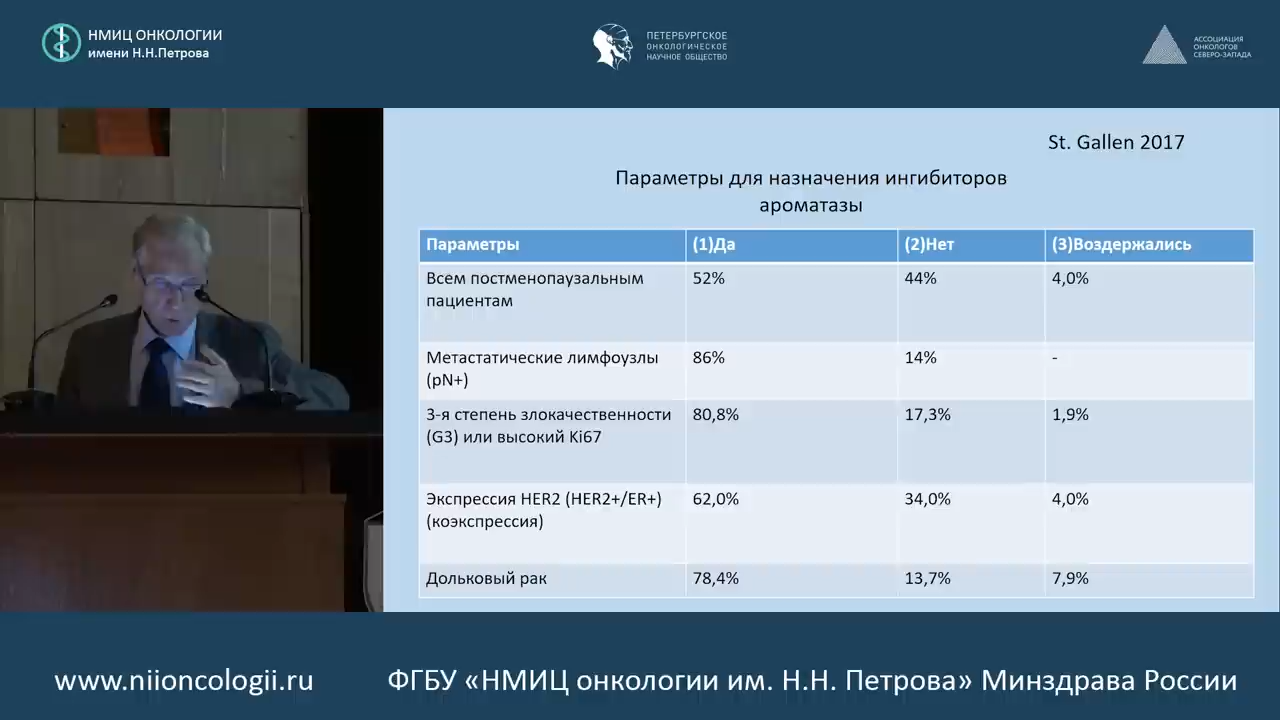 НМИЦ ОНКОЛОГИИ
имени Н.Н.Петрова
ПЕТЕРБУРГСКОЕ
ОНКОЛОГИЧЕСКОЕ
НАУЧНОЕ ОБЩЕСТВО
АССОЦИАЦИЯ
ОНКОЛОГОВ
СЕВЕРО-ЗАПАДА
St. Gallen 2017
Параметры для назначения ингибиторов
ароматазы
Параметры (1)Да (2)Нет (3)Воздержались
Всем постменопаузальным
пациентам 52% 44% 4,0%
Метастатические лимфоузлы
(pN+) 86% 14% -
3-я степень злокачественности
(G3) или высокий Ki67 80,8% 17,3% 1,9%
Экспрессия HER2 (HER2+/ER+)
(коэкспрессия) 62,0% 34,0% 4,0%
Дольковый рак 78,4% 13,7% 7,9%
www.niioncologii.ru ФГБУ «НМИЦ онкологии им. Н.Н. Петрова» Минздрава России